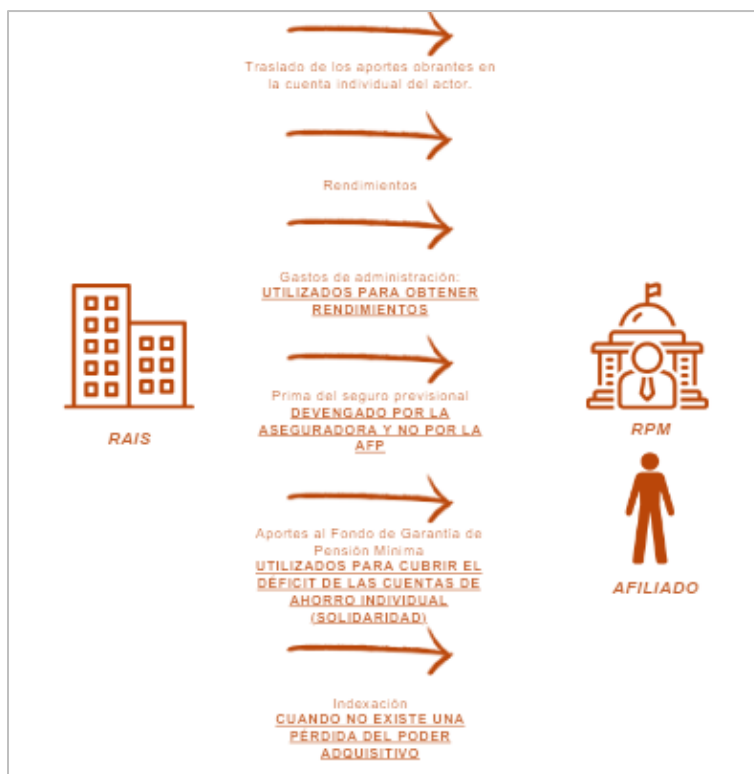 Traslado de los aportes obrantes en
la cuenta individual del actor.
Rendimientos
Gastos de administración:
UTILIZADOS PARA OBTENER
RENDIMIENTOS
Prima del seguro previsional
DEVENGADO POR LA
ASEGURADORA Y NO POR LA
AFP
RAIS
RPM
Aportes al Fondo de Garantía de
Pensión Mínima
UTILIZADOS PARA CUBRIR EL
DÉFICIT DE LAS CUENTAS DE
AHORRO INDIVIDUAL
(SOLIDARIDAD)
AFILIADO
Indexación
CUANDO NO EXISTE UNA
PÉRDIDA DEL PODER
ADQUISITIVO